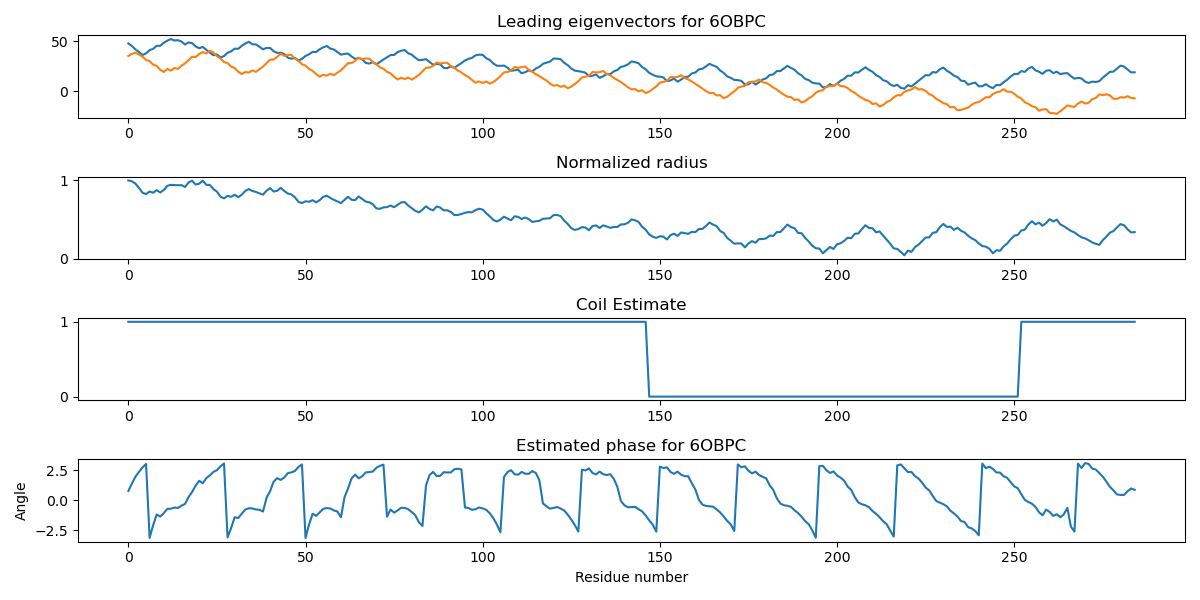 Leading eigenvectors for 6OBPC
50
0
0 50 100 150 200 250
Normalized radius
1
0
0 50 100 150 200 250
Coil Estimate
1
0
0 50 100 150 200 250
Estimated phase for 6OBPC
2.5
0.0
−2.5
Angle
0 50 100 150 200 250
Residue number